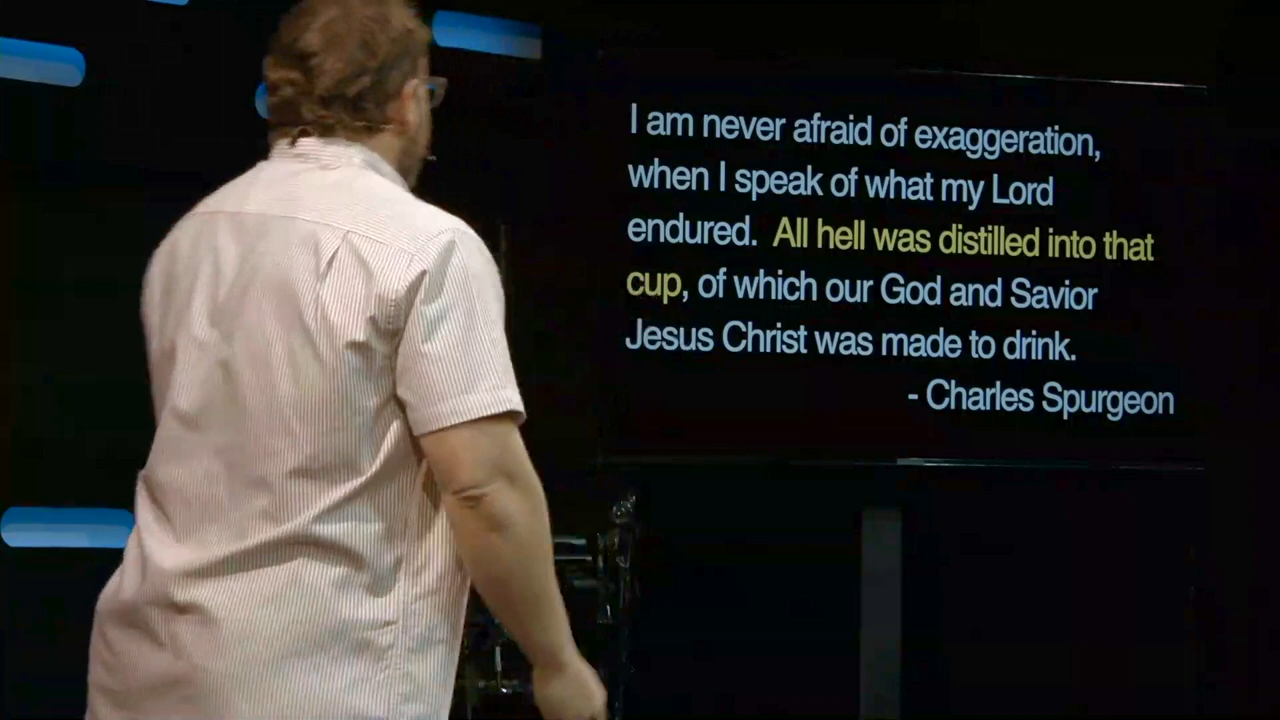 I am never afraid of exaggeration,
when I speak of what my Lord
endured. All hell was distilled into that
cup, of which our God and Savior
Jesus Christ was made to drink.
- Charles Spurgeon